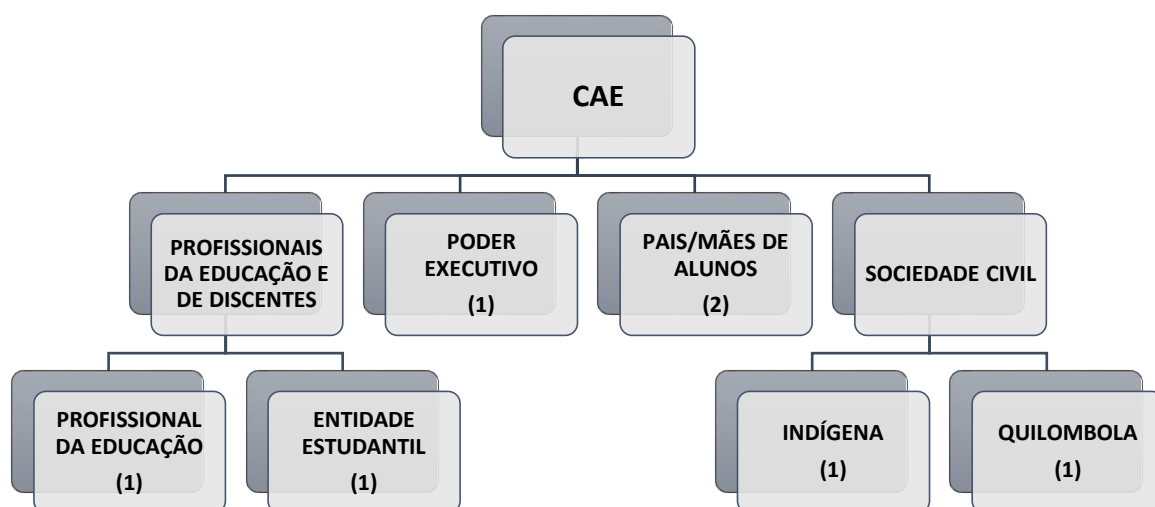 CAE
PROFISSIONAIS
DA EDUCAÇÃO E
DE DISCENTES
PODER
EXECUTIVO
(1)
PAIS/MÃES DE
ALUNOS
(2)
SOCIEDADE CIVIL
PROFISSIONAL
DA EDUCAÇÃO
(1)
ENTIDADE
ESTUDANTIL
(1)
INDÍGENA
(1)
QUILOMBOLA
(1)